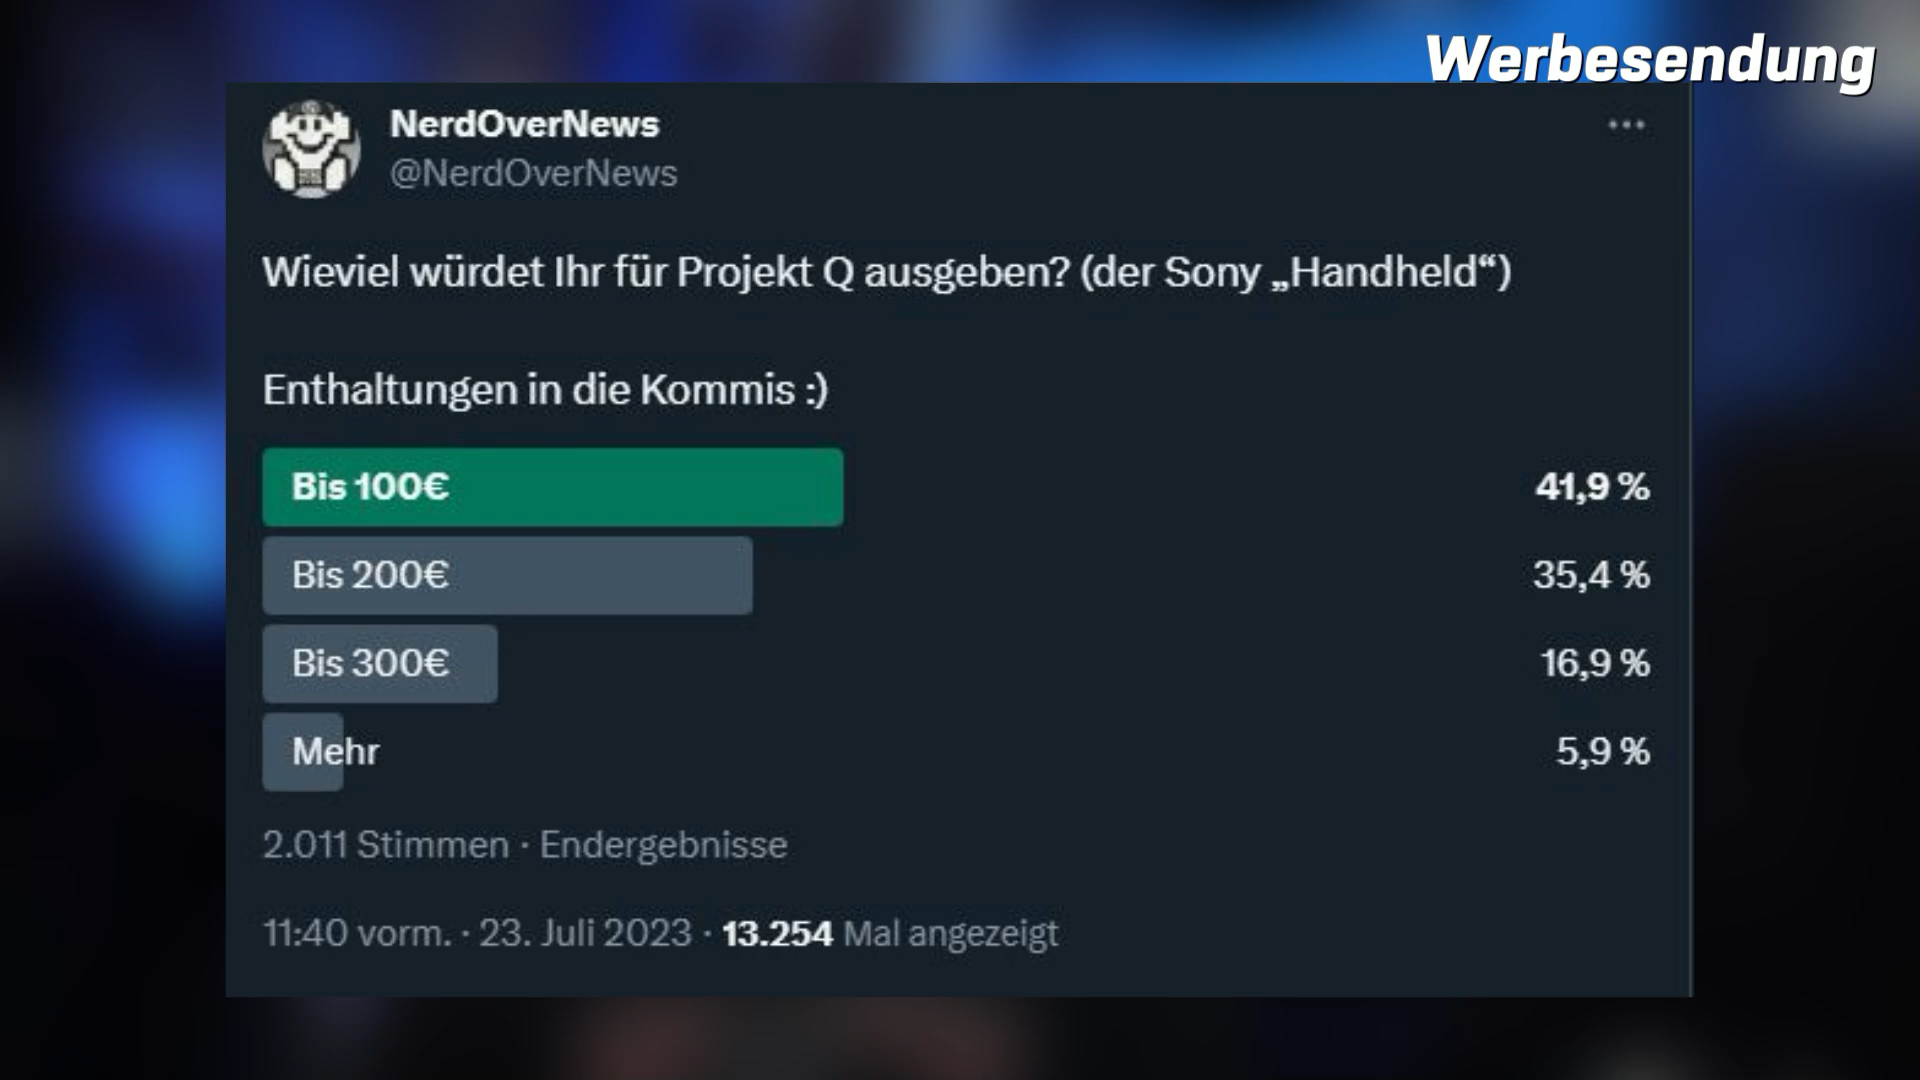 Werbesendung
NerdOverNews
@NerdOverNews
Wieviel würdet Ihr für Projekt Q ausgeben? (der Sony „Handheld“)
Enthaltungen in die Kommis :)
Bis 100€ 41,9 %
Bis 200€ 35,4 %
Bis 300€ 16,9 %
Mehr 5,9 %
2.011 Stimmen · Endergebnisse
11:40 vorm. · 23. Juli 2023 · 13.254 Mal angezeigt